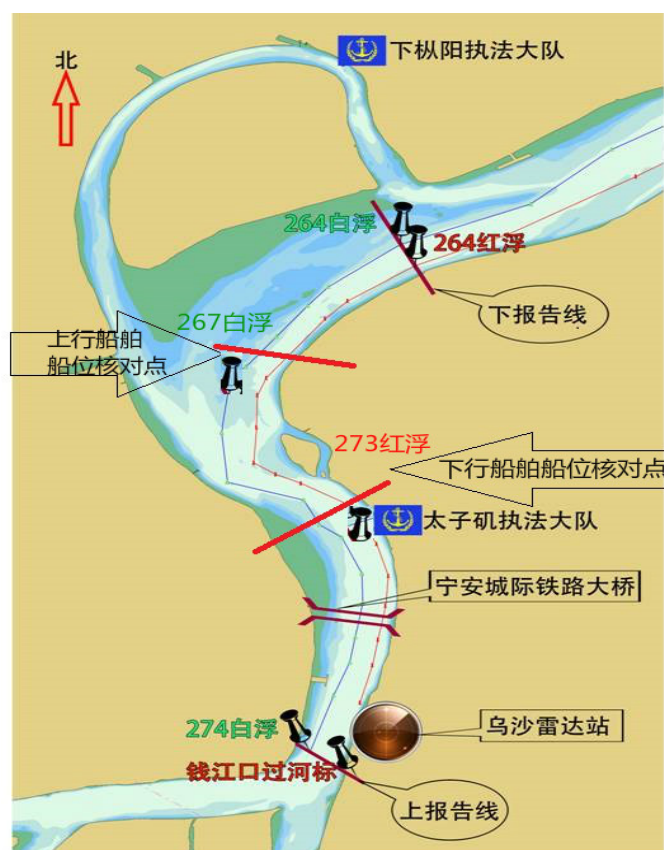 北
下枞阳执法大队
264白浮
264红浮
下报告线
267白浮
上行船舶
船位核对点
273红浮
下行船舶船位核对点
太子矶执法大队
宁安城际铁路大桥
274白浮
乌沙雷达站
钱江口过河标
上报告线